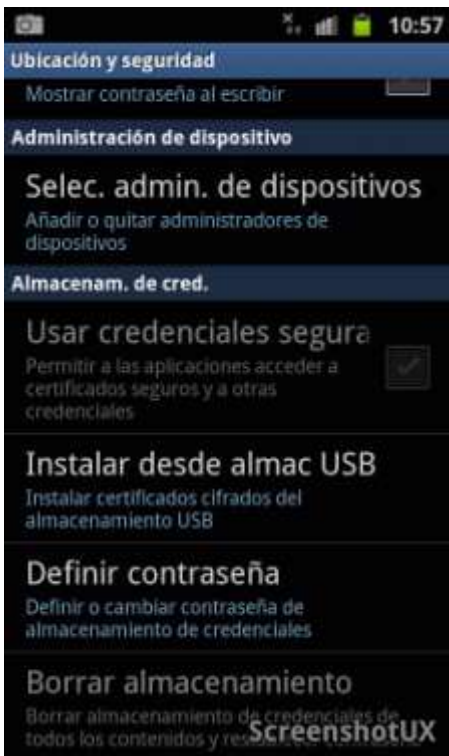 10:57
Ubicación y seguridad
Mostrar contraseña al escribir
Administración de dispositivo
Selec. admin. de dispositivos
Añadir o quitar administradores de
dispositivos
Almacenam. de cred.
Usar credenciales segura
Permitir a las aplicaciones acceder a
certificados seguros y a otras
credenciales
Instalar desde almac USB
Instalar certificados cifrados del
almacenamiento USB
Definir contraseña
Definir o cambiar contraseña de
almacenamiento de credenciales
Borrar almacenamiento
Borrar almacenamiento de credenciales de
todos los contenidos y
ScreenshotUX